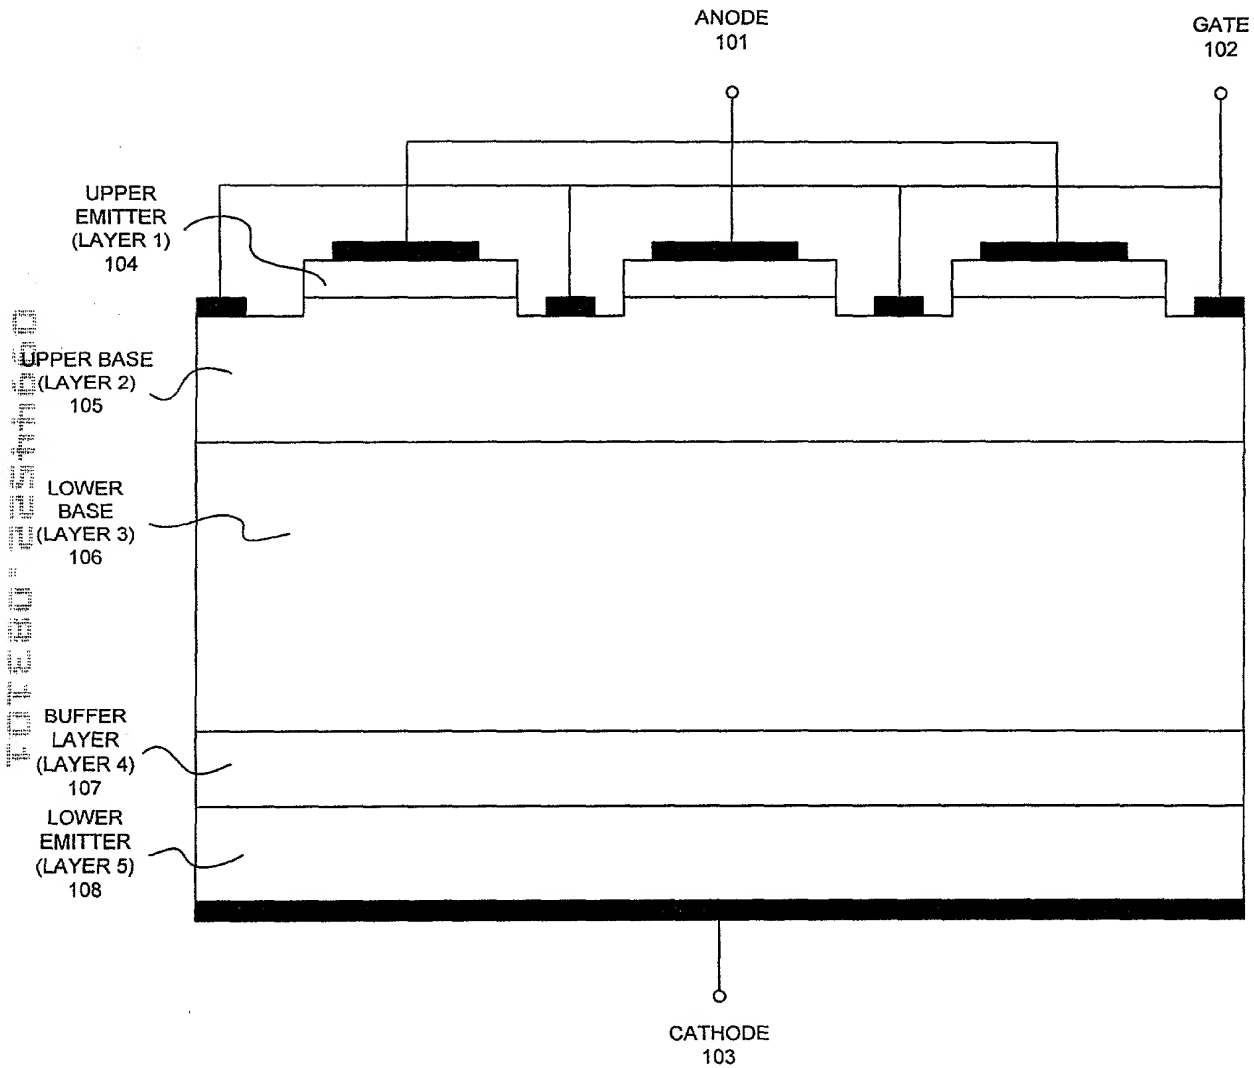 ANODE
101
GATE
102
UPPER
EMITTER
(LAYER 1)
104
UPPER BASE
(LAYER 2)
105
LOWER
BASE
(LAYER 3)
106
BUFFER
LAYER
(LAYER 4)
107
LOWER
EMITTER
(LAYER 5)
108
CATHODE
103